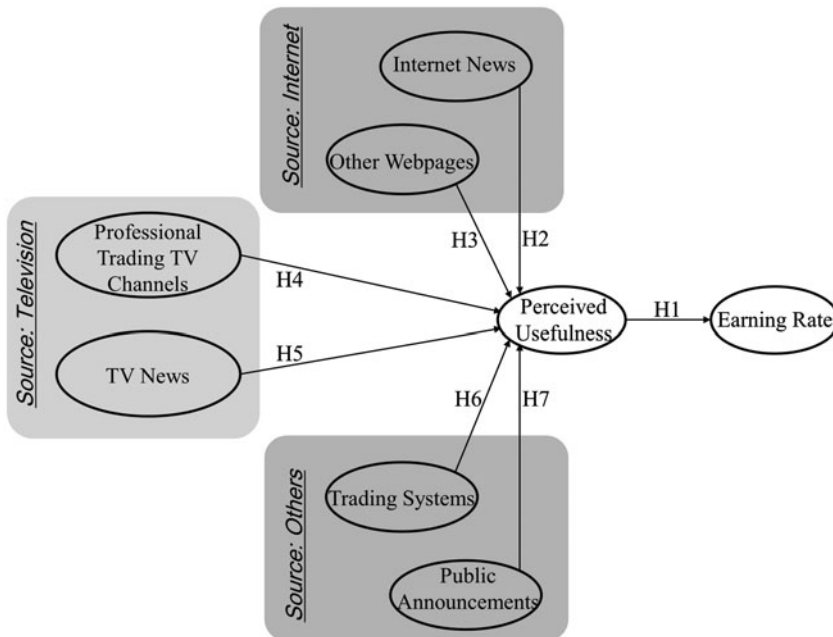 Source: Internet
Internet News
Other Webpages
H3
H2
Source: Television
Professional
Trading TV
Channels
TV News
H4
H5
Perceived
Usefulness
H1
Earning Rate
H6
H7
Source: Others
Trading Systems
Public
Announcements